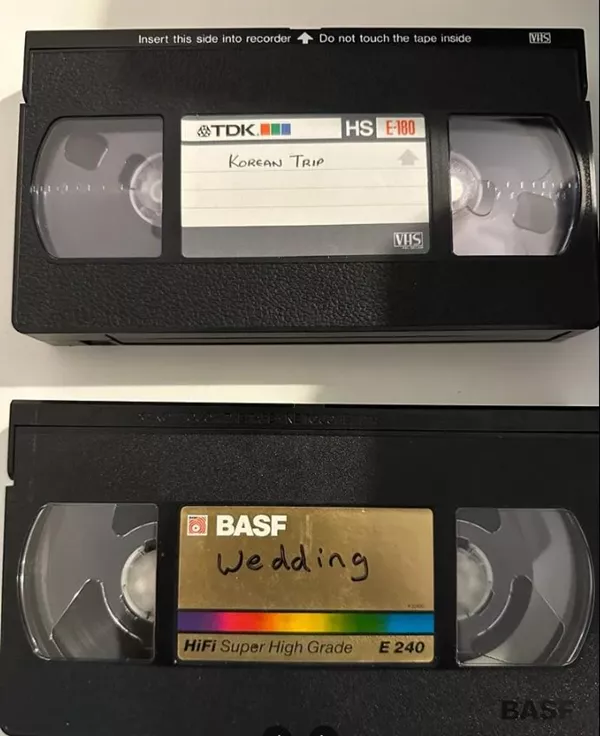 Insert this side into recorder ⬆ Do not touch the tape inside VHS
TDK HS E-180
KOREAN TRIP
VHS
BASF
Wedding
HiFi Super High Grade E 240
BASF